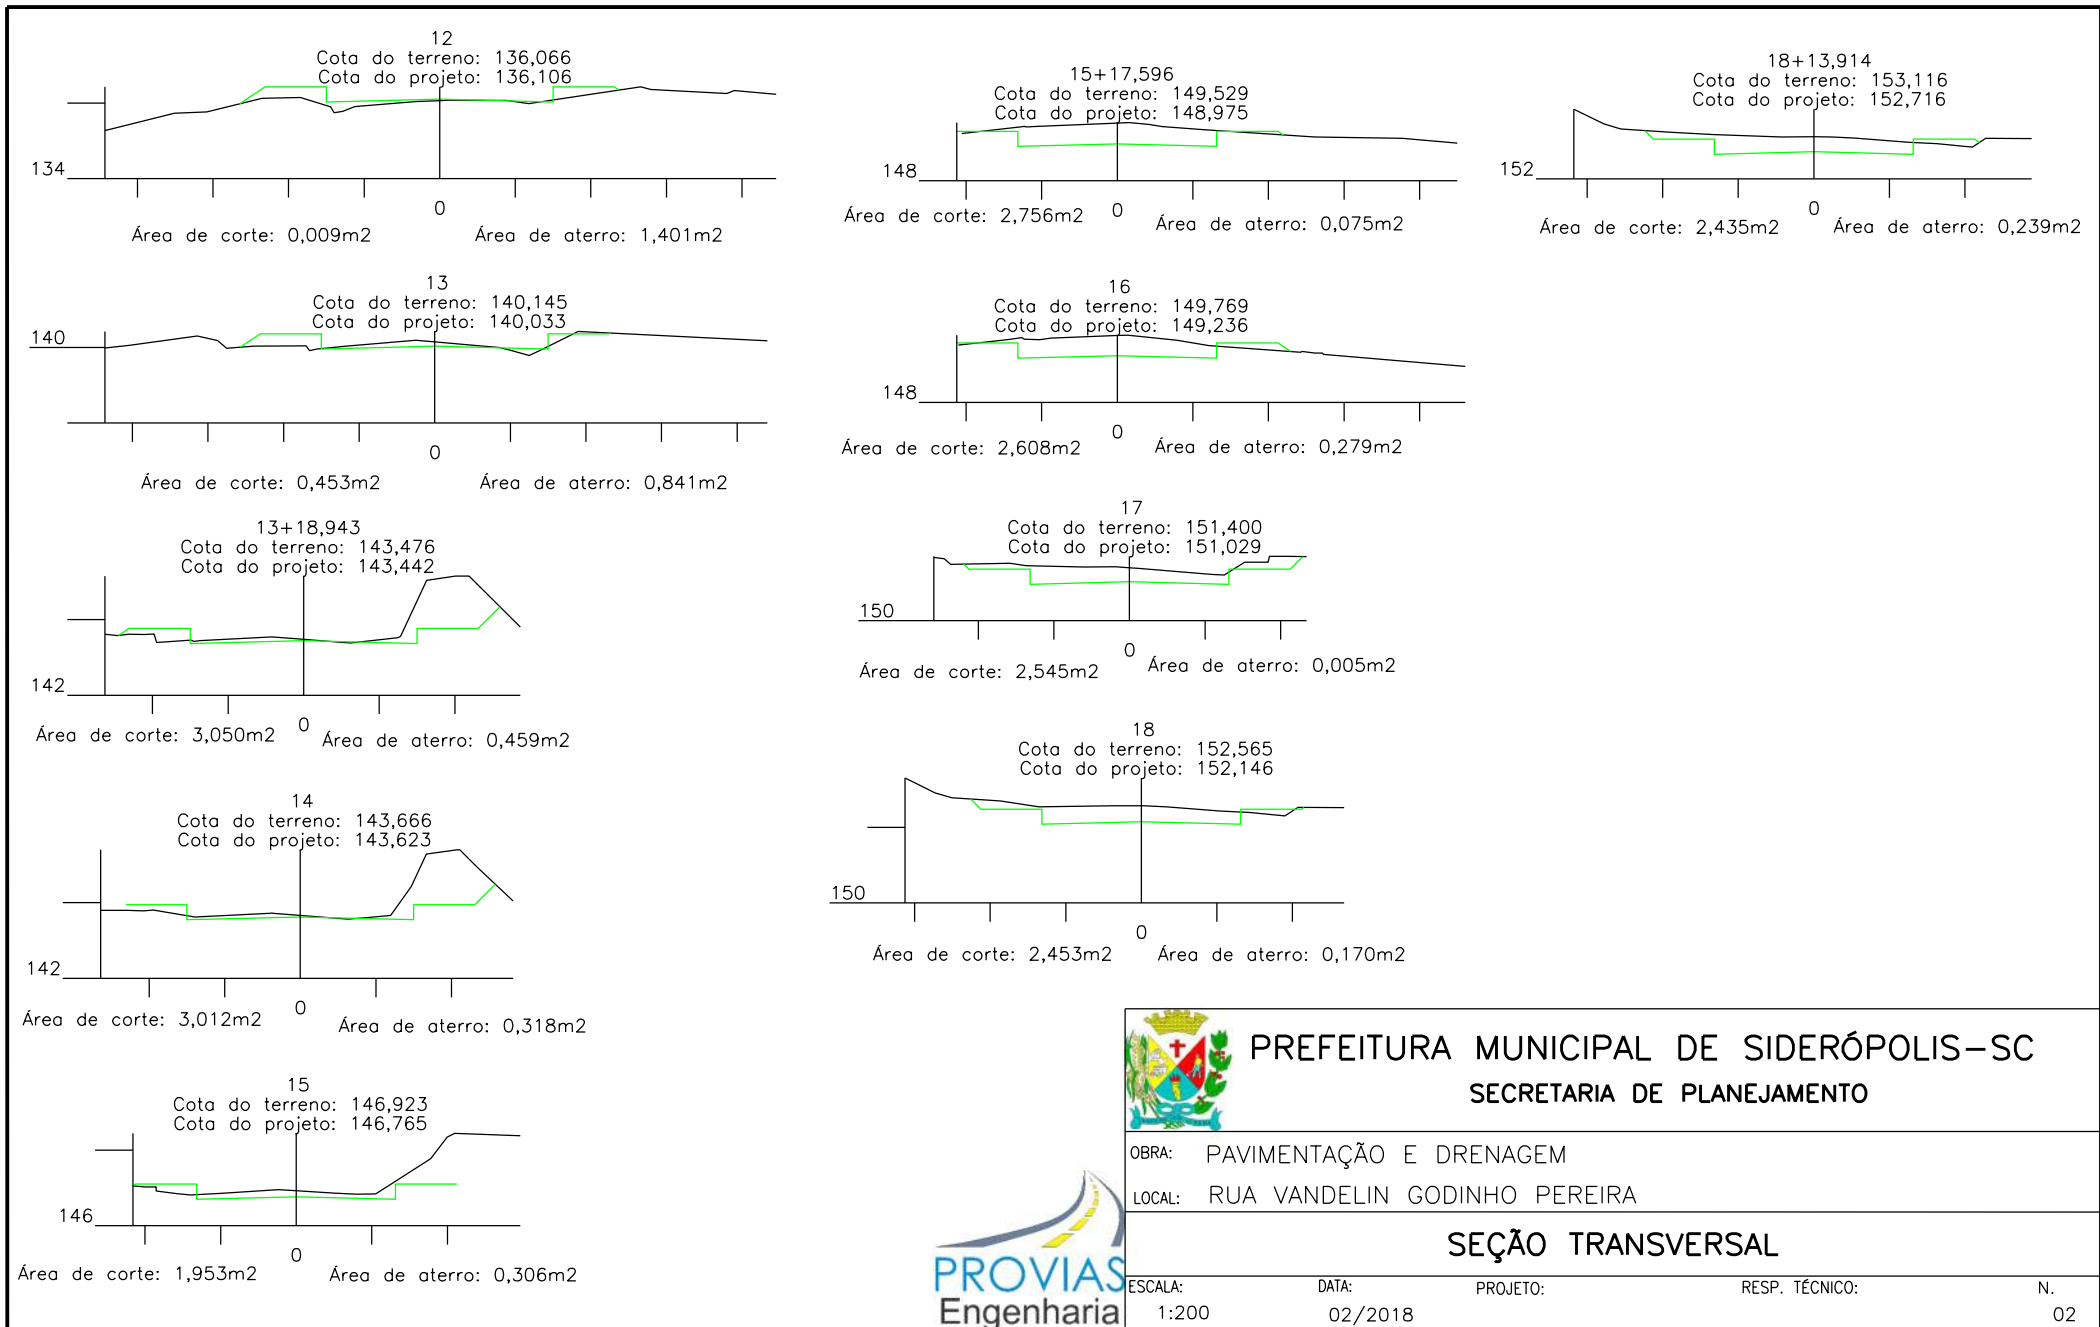 12
Cota do terreno: 136,066
Cota do projeto: 136,106
134
0
Área de corte: 0,009m2
Área de aterro: 1,401m2
13
Cota do terreno: 140,145
Cota do projeto: 140,033
140
0
Área de corte: 0,453m2
Área de aterro: 0,841m2
13+18,943
Cota do terreno: 143,476
Cota do projeto: 143,442
142
0
Área de corte: 3,050m2
Área de aterro: 0,459m2
14
Cota do terreno: 143,666
Cota do projeto: 143,623
142
0
Área de corte: 3,012m2
Área de aterro: 0,318m2
15
Cota do terreno: 146,923
Cota do projeto: 146,765
146
0
Área de corte: 1,953m2
Área de aterro: 0,306m2
15+17,596
Cota do terreno: 149,529
Cota do projeto: 148,975
148
0
Área de corte: 2,756m2
Área de aterro: 0,075m2
16
Cota do terreno: 149,769
Cota do projeto: 149,236
148
0
Área de corte: 2,608m2
Área de aterro: 0,279m2
17
Cota do terreno: 151,400
Cota do projeto: 151,029
150
0
Área de corte: 2,545m2
Área de aterro: 0,005m2
18
Cota do terreno: 152,565
Cota do projeto: 152,146
150
0
Área de corte: 2,453m2
Área de aterro: 0,170m2
18+13,914
Cota do terreno: 153,116
Cota do projeto: 152,716
152
0
Área de corte: 2,435m2
Área de aterro: 0,239m2
PROVIAS
Engenharia
PREFEITURA MUNICIPAL DE SIDERÓPOLIS-SC
SECRETARIA DE PLANEJAMENTO
OBRA: PAVIMENTAÇÃO E DRENAGEM
LOCAL: RUA VANDELIN GODINHO PEREIRA
SEÇÃO TRANSVERSAL
ESCALA: DATA: PROJETO: RESP. TÉCNICO: N.
1:200 02/2018 02